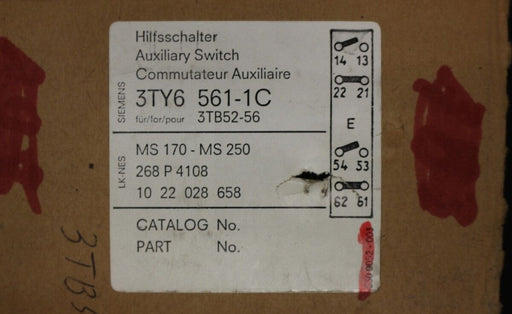 Hilfsschalter
Auxiliary Switch
Commutateur Auxiliaire
SIEMENS
3TY6 561-1C
für/for/pour 3TB52-56
LK-NES
MS 170 - MS 250
268 P 4108
10 22 028 658
CATALOG No.
PART No.
14 13
22 21
E
54 53
62 61
3TB